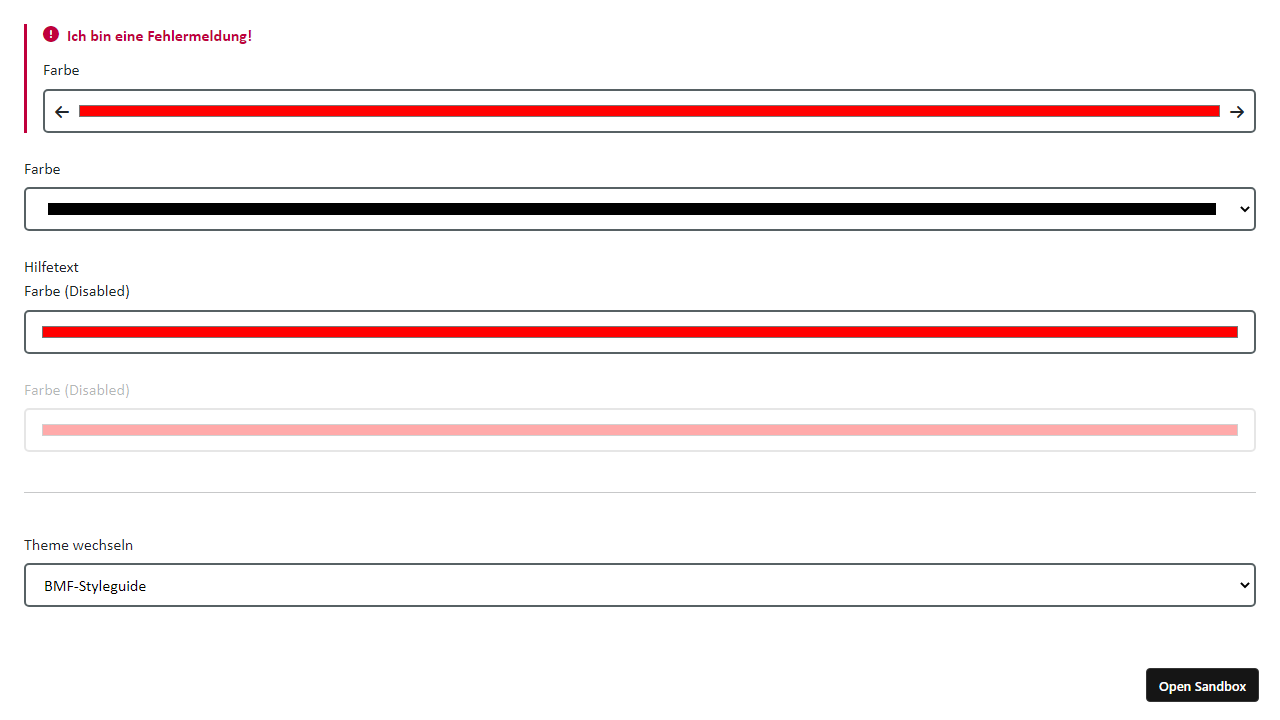 Ich bin eine Fehlermeldung!
Farbe
Farbe
Hilfetext
Farbe (Disabled)
Farbe (Disabled)
Theme wechseln
BMF-Styleguide
Open Sandbox